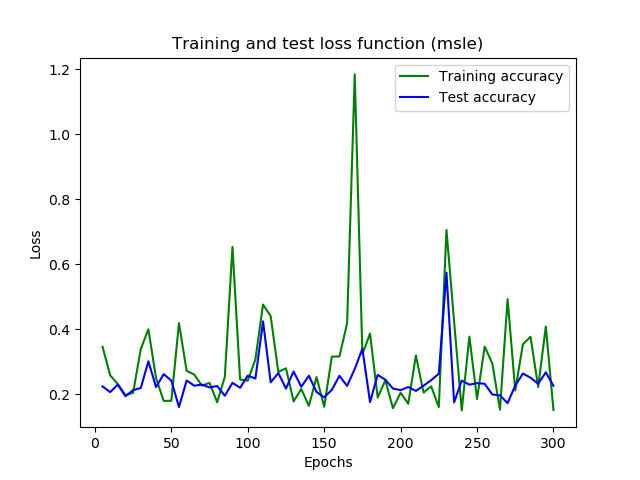 Training and test loss function (msle)
Training accuracy
Test accuracy
1.2
1.0
0.8
0.6
0.4
0.2
Loss
0 50 100 150 200 250 300
Epochs